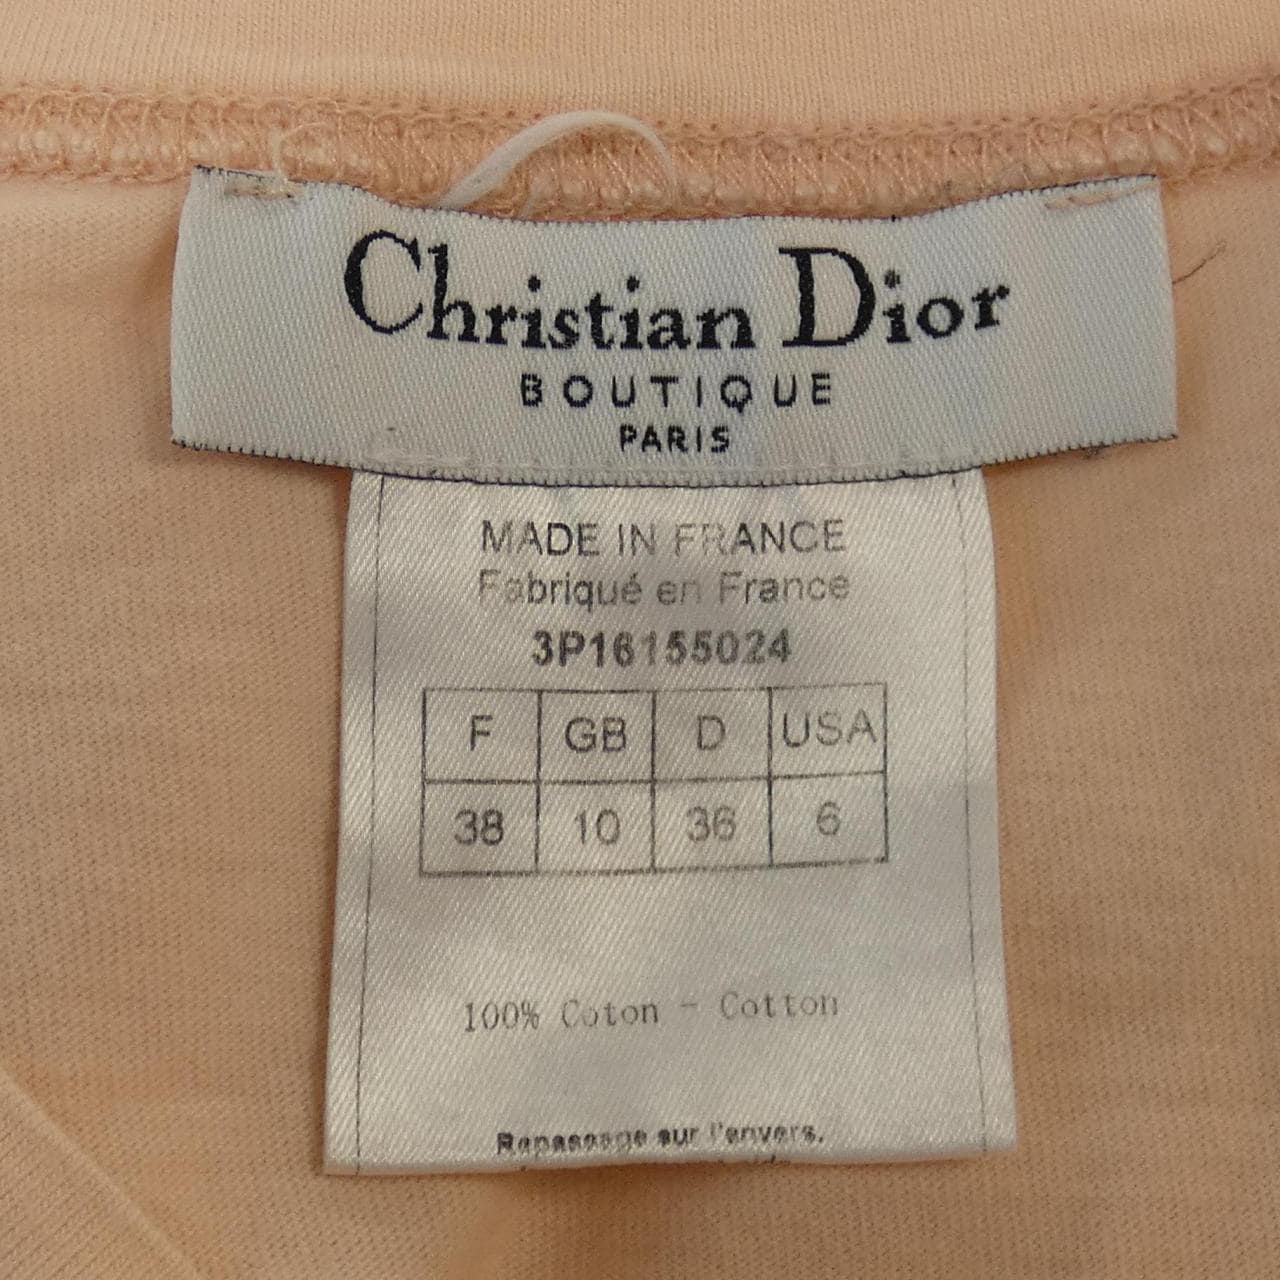 Christian Dior
BOUTIQUE
PARIS
MADE IN FRANCE
Fabriqué en France
3P16155024
F GB D USA
38 10 36 6
100% Coton - Cotton
Repassage sur l'envers.